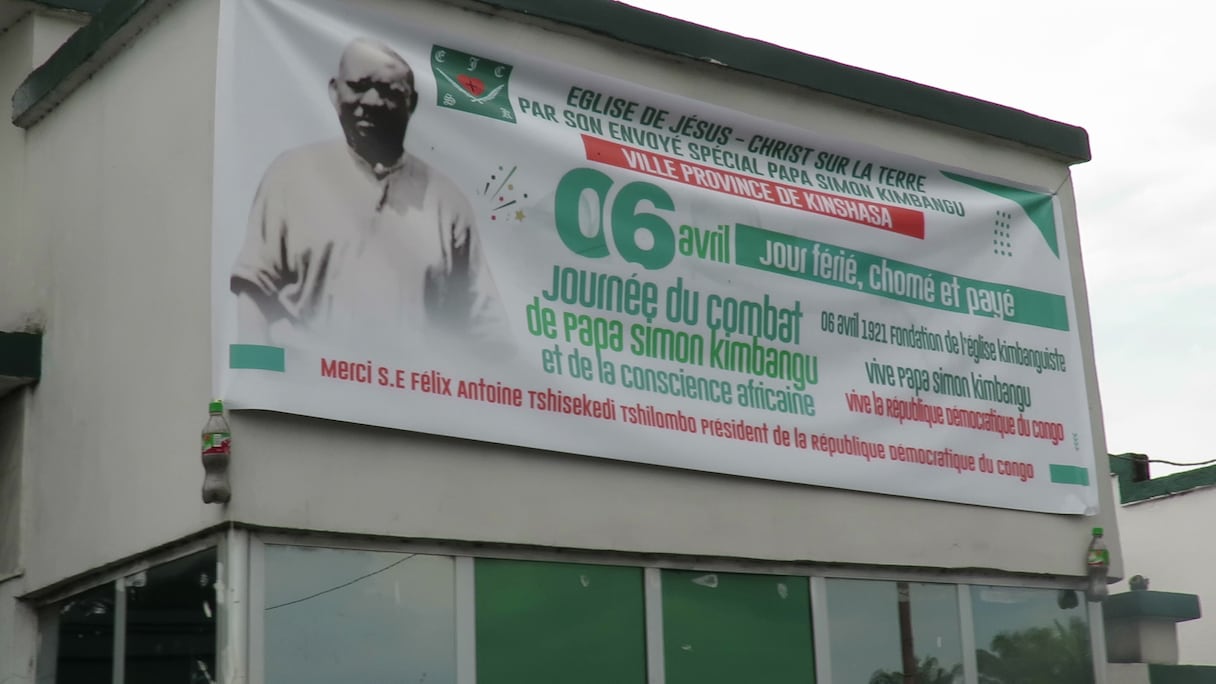 E J C
S K
EGLISE DE JÉSUS - CHRIST SUR LA TERRE
PAR SON ENVOYÉ SPÉCIAL PAPA SIMON KIMBANGU
VILLE PROVINCE DE KINSHASA
06 avril Jour férié, chomé et payé
Journée du combat
de Papa Simon Kimbangu
et de la conscience africaine
06 avril 1921 Fondation de l'église kimbanguiste
Vive Papa Simon Kimbangu
Vive la République Démocratique du Congo
Merci S.E Félix Antoine Tshisekedi Tshilombo Président de la République Démocratique du Congo